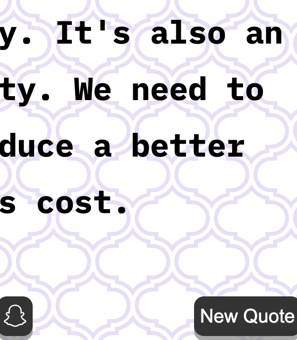 y. It's also an
ty. We need to
duce a better
s cost.
New Quote